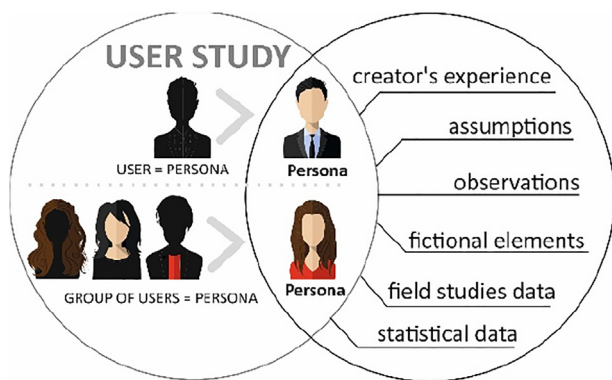 USER STUDY
USER = PERSONA
Persona
GROUP OF USERS = PERSONA
Persona
creator's experience
assumptions
observations
fictional elements
field studies data
statistical data